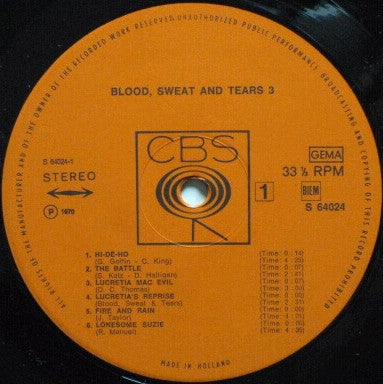 ALL RIGHTS OF THE MANUFACTURER AND OF THE OWNER OF THE RECORDED WORK RESERVED. UNAUTHORIZED PUBLIC PERFORMANCE, BROADCASTING AND COPYING OF THIS RECORD PROHIBITED
BLOOD, SWEAT AND TEARS 3
CBS
S 64024-1
STEREO
Ⓟ 1970
GEMA
33⅓ RPM
1
BIEM
S 64024
1. HI-DE-HO
(G. Goffin - C. King)
2. THE BATTLE
(S. Katz - D. Halligan)
3. LUCRETIA MAC EVIL
(D. C. Thomas)
4. LUCRETIA'S REPRISE
(Blood, Sweat & Tears)
5. FIRE AND RAIN
(J. Taylor)
6. LONESOME SUZIE
(R. Manuel)
MADE IN HOLLAND